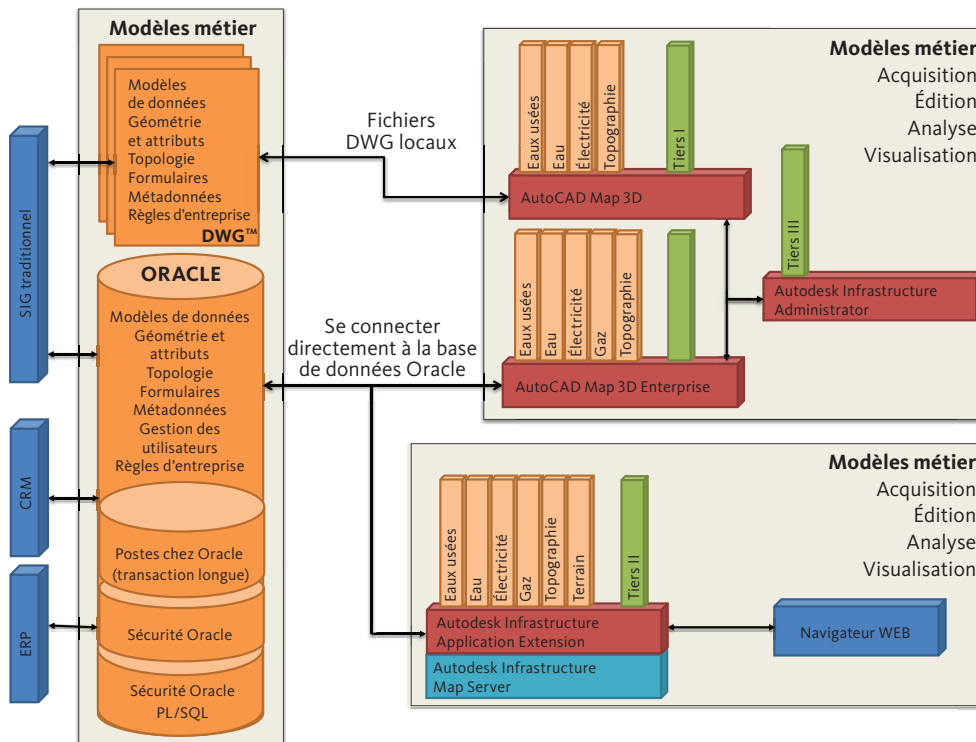 Modèles métier
Modèles
de données
Géométrie
et attributs
Topologie
Formulaires
Métadonnées
Règles d'entreprise
DWG™
ORACLE
Modèles de données
Géométrie et
attributs
Topologie
Formulaires
Métadonnées
Gestion des
utilisateurs
Règles d'entreprise
Postes chez Oracle
(transaction longue)
Sécurité Oracle
Sécurité Oracle
PL/SQL
SIG traditionnel
CRM
ERP
Fichiers
DWG locaux
Se connecter
directement à la base
de données Oracle
Modèles métier
Acquisition
Édition
Analyse
Visualisation
Eaux usées
Eau
Électricité
Topographie
Tiers I
AutoCAD Map 3D
Eaux usées
Eau
Électricité
Gaz
Topographie
AutoCAD Map 3D Enterprise
Tiers III
Autodesk Infrastructure
Administrator
Modèles métier
Acquisition
Édition
Analyse
Visualisation
Eaux usées
Eau
Électricité
Gaz
Topographie
Terrain
Tiers II
Autodesk Infrastructure
Application Extension
Autodesk Infrastructure
Map Server
Navigateur WEB